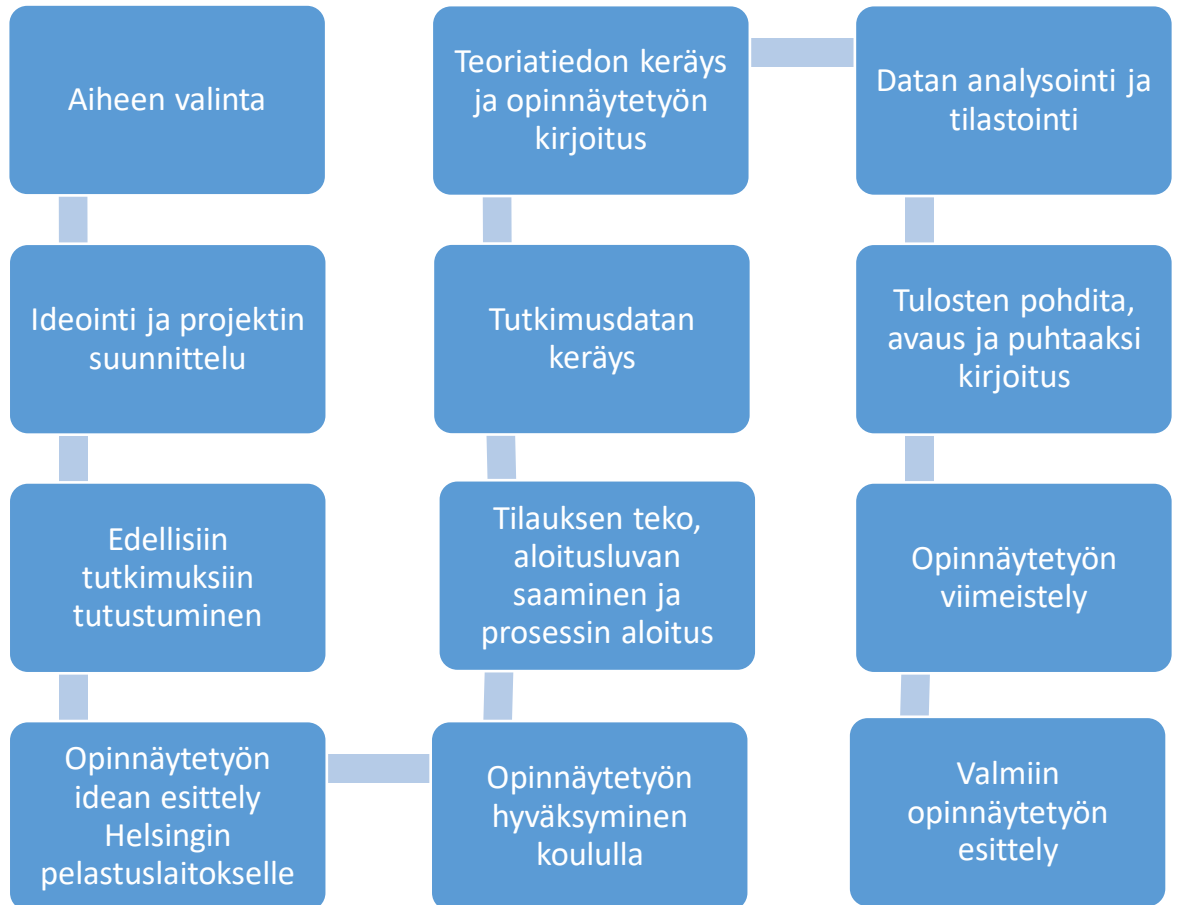 Aiheen valinta
Ideointi ja projektin
suunnittelu
Edellisiin
tutkimuksiin
tutustuminen
Opinnäytetyön
idean esittely
Helsingin
pelastuslaitokselle
Opinnäytetyön
hyväksyminen
koululla
Tilauksen teko,
aloitusluvan
saaminen ja
prosessin aloitus
Tutkimusdatan
keräys
Teoriatiedon keräys
ja opinnäytetyön
kirjoitus
Datan analysointi ja
tilastointi
Tulosten pohdita,
avaus ja puhtaaksi
kirjoitus
Opinnäytetyön
viimeistely
Valmiin
opinnäytetyön
esittely